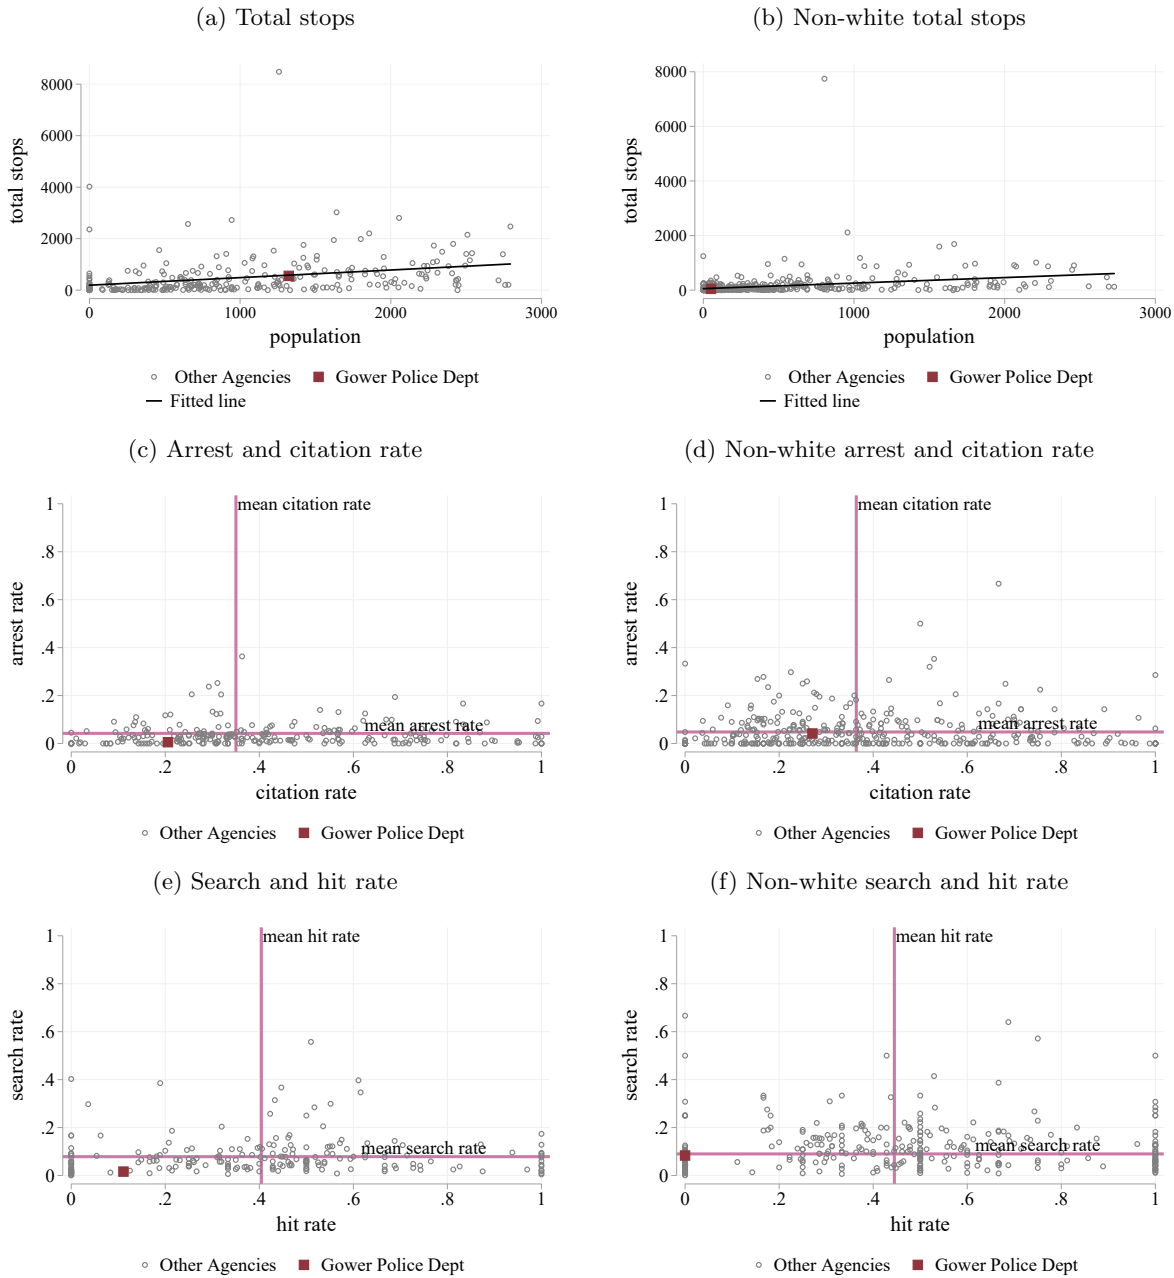 (a) Total stops
(b) Non-white total stops
8000
6000
4000
2000
0
total stops
0 1000 2000 3000
population
Other Agencies Gower Police Dept
Fitted line
8000
6000
4000
2000
0
total stops
0 1000 2000 3000
population
Other Agencies Gower Police Dept
Fitted line
(c) Arrest and citation rate
(d) Non-white arrest and citation rate
1
.8
.6
.4
.2
0
arrest rate
mean citation rate
mean arrest rate
0 .2 .4 .6 .8 1
citation rate
Other Agencies Gower Police Dept
1
.8
.6
.4
.2
0
arrest rate
mean citation rate
mean arrest rate
0 .2 .4 .6 .8 1
citation rate
Other Agencies Gower Police Dept
(e) Search and hit rate
(f) Non-white search and hit rate
1
.8
.6
.4
.2
0
search rate
mean hit rate
mean search rate
0 .2 .4 .6 .8 1
hit rate
Other Agencies Gower Police Dept
1
.8
.6
.4
.2
0
search rate
mean hit rate
mean search rate
0 .2 .4 .6 .8 1
hit rate
Other Agencies Gower Police Dept